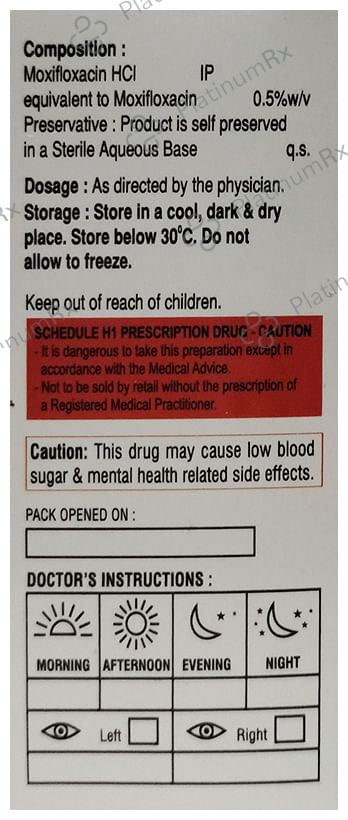 Composition :
Moxifloxacin HCl IP
equivalent to Moxifloxacin 0.5%w/v
Preservative : Product is self preserved
in a Sterile Aqueous Base q.s.
Dosage : As directed by the physician.
Storage : Store in a cool, dark & dry
place. Store below 30°C. Do not
allow to freeze.
Keep out of reach of children.
SCHEDULE H1 PRESCRIPTION DRUG - CAUTION
- It is dangerous to take this preparation except in
accordance with the Medical Advice.
- Not to be sold by retail without the prescription of
a Registered Medical Practitioner.
Caution: This drug may cause low blood
sugar & mental health related side effects.
PACK OPENED ON :
DOCTOR'S INSTRUCTIONS :
MORNING AFTERNOON EVENING NIGHT
Left Right
PlatinumRx
PlatinumRx
PlatinumRx